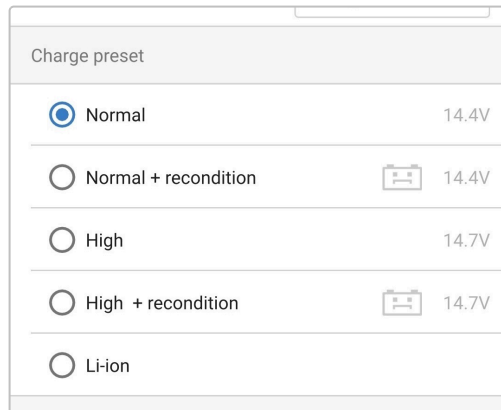 Charge preset
Normal 14.4V
Normal + recondition 14.4V
High 14.7V
High + recondition 14.7V
Li-ion